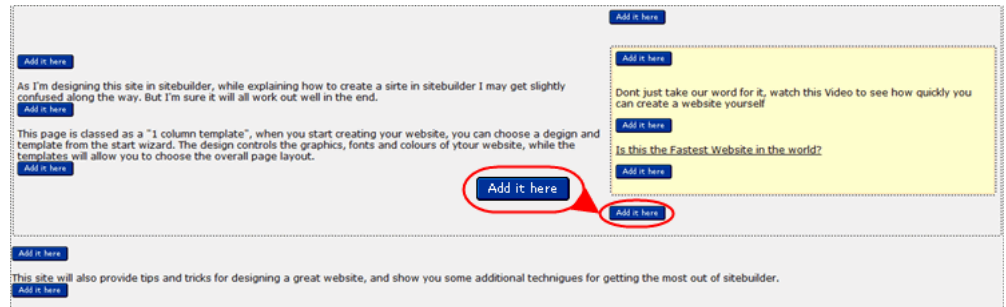 Add it here
Add it here
As I'm designing this site in sitebuilder, while explaining how to create a sirte in sitebuilder I may get slightly
confused along the way. But I'm sure it will all work out well in the end.
Add it here
This page is classed as a "1 column template", when you start creating your website, you can choose a degign and
template from the start wizard. The design controls the graphics, fonts and colours of ytour website, while the
templates will allow you to choose the overall page layout.
Add it here
Add it here
Dont just take our word for it, watch this Video to see how quickly you
can create a website yourself
Add it here
Is this the Fastest Website in the world?
Add it here
Add it here
Add it here
Add it here
This site will also provide tips and tricks for designing a great website, and show you some additional technigues for getting the most out of sitebuilder.
Add it here